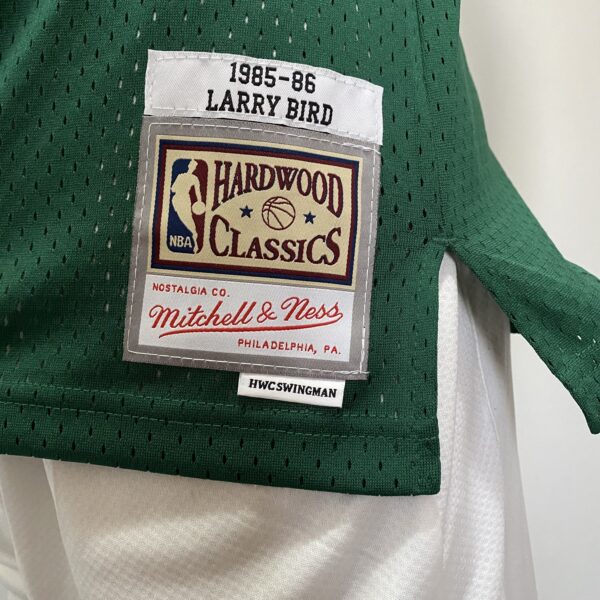 1985-86
LARRY BIRD
NBA
HARDWOOD
CLASSICS
NOSTALGIA CO.
Mitchell & Ness
PHILADELPHIA, PA.
HWCSWINGMAN